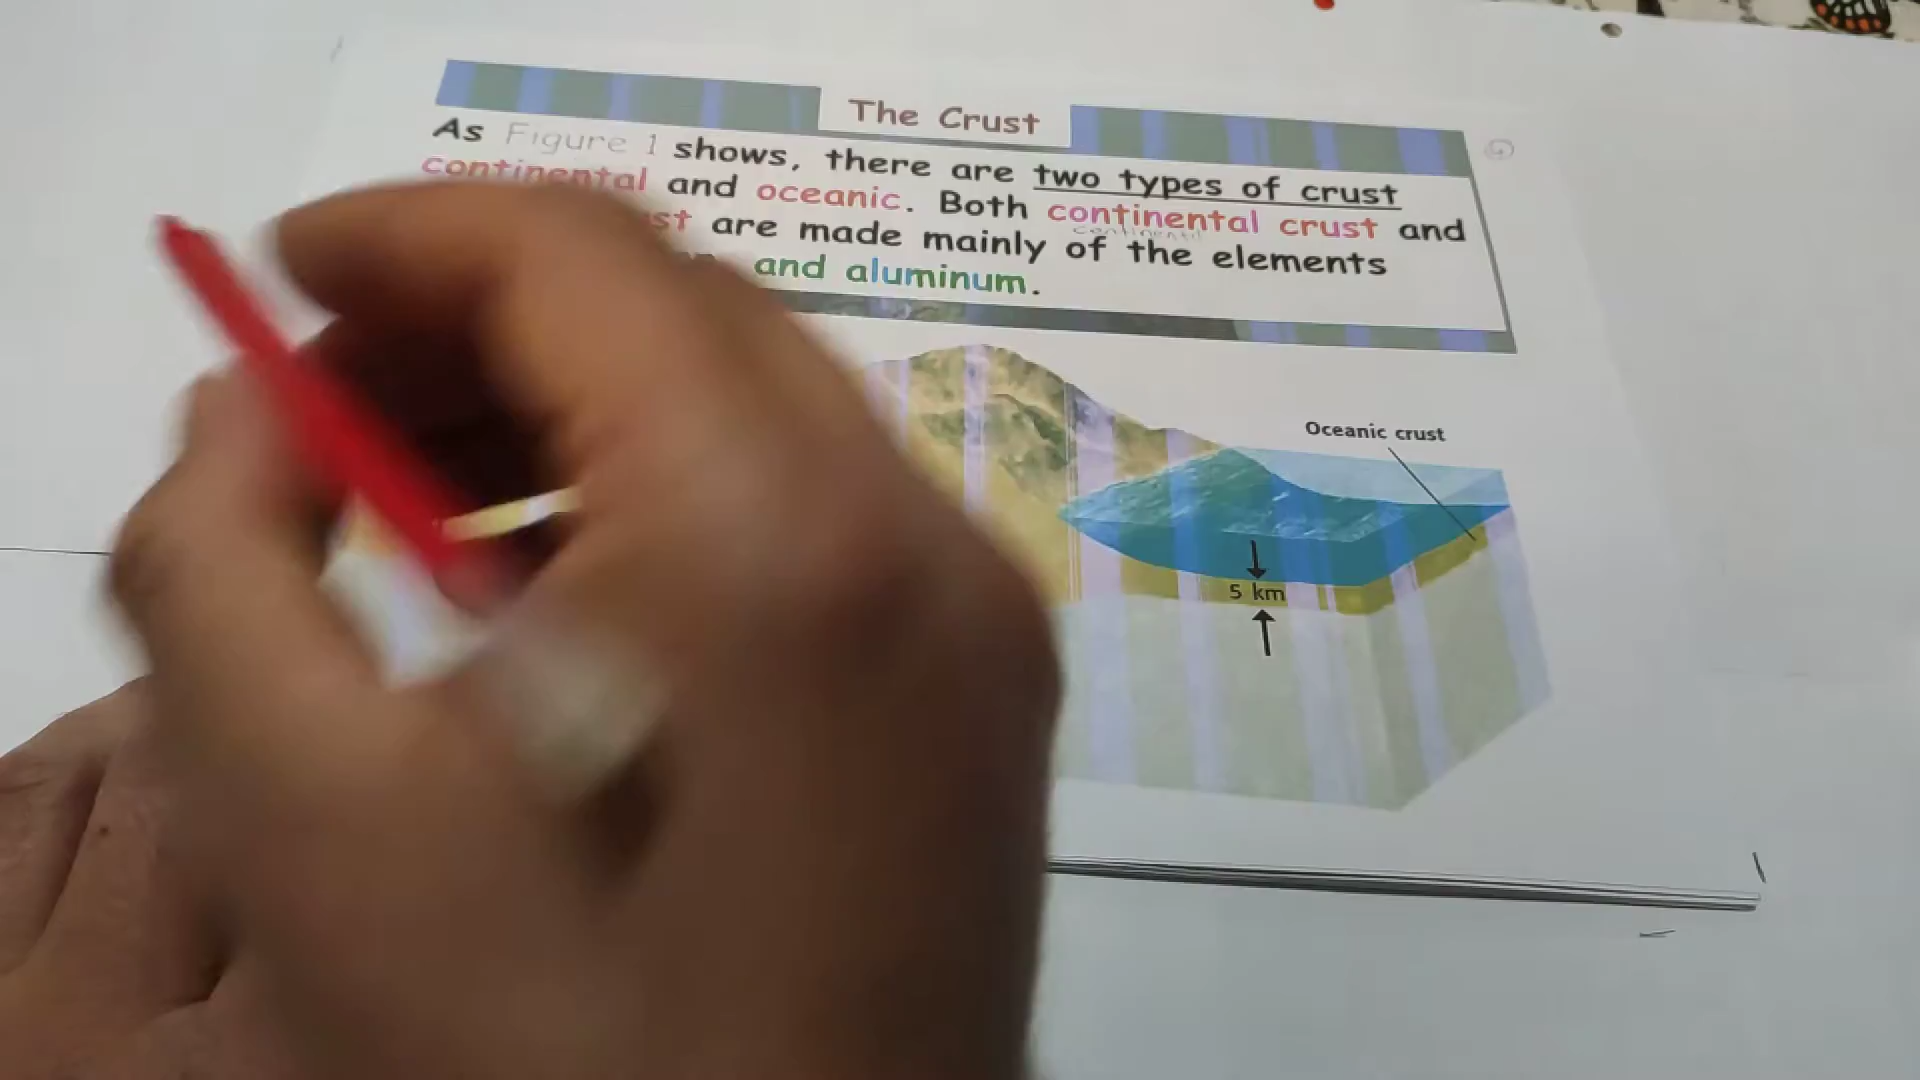 The Crust
As Figure 1 shows, there are two types of crust
continental and oceanic. Both continental crust and
are made mainly of the elements
and aluminum.
Oceanic crust
5 km